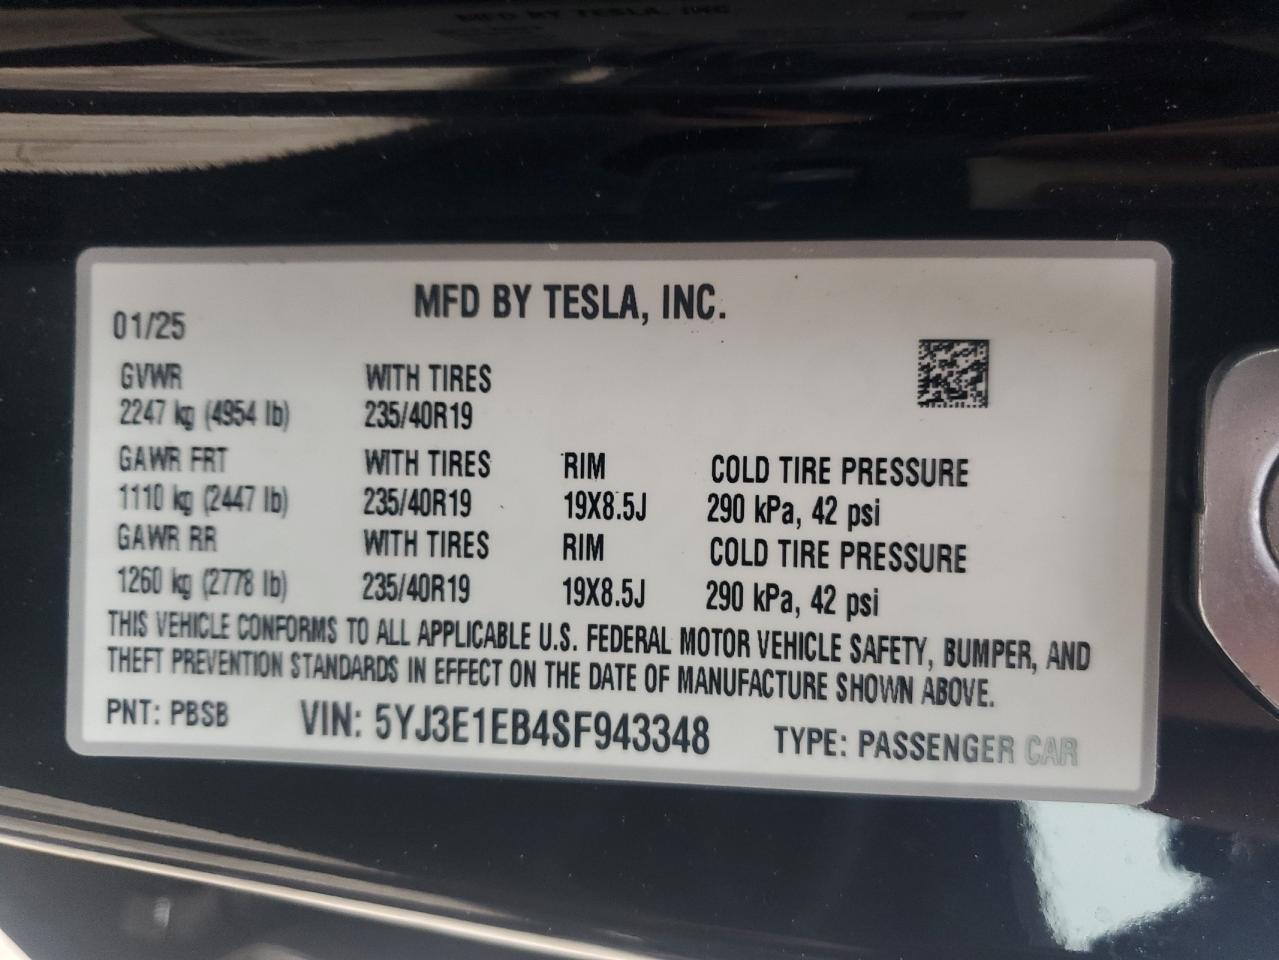 MFD BY TESLA, INC.
01/25
GVWR WITH TIRES
2247 kg (4954 lb) 235/40R19
GAWR FRT WITH TIRES RIM COLD TIRE PRESSURE
1110 kg (2447 lb) 235/40R19 19X8.5J 290 kPa, 42 psi
GAWR RR WITH TIRES RIM COLD TIRE PRESSURE
1260 kg (2778 lb) 235/40R19 19X8.5J 290 kPa, 42 psi
THIS VEHICLE CONFORMS TO ALL APPLICABLE U.S. FEDERAL MOTOR VEHICLE SAFETY, BUMPER, AND
THEFT PREVENTION STANDARDS IN EFFECT ON THE DATE OF MANUFACTURE SHOWN ABOVE.
PNT: PBSB VIN: 5YJ3E1EB4SF943348 TYPE: PASSENGER CAR